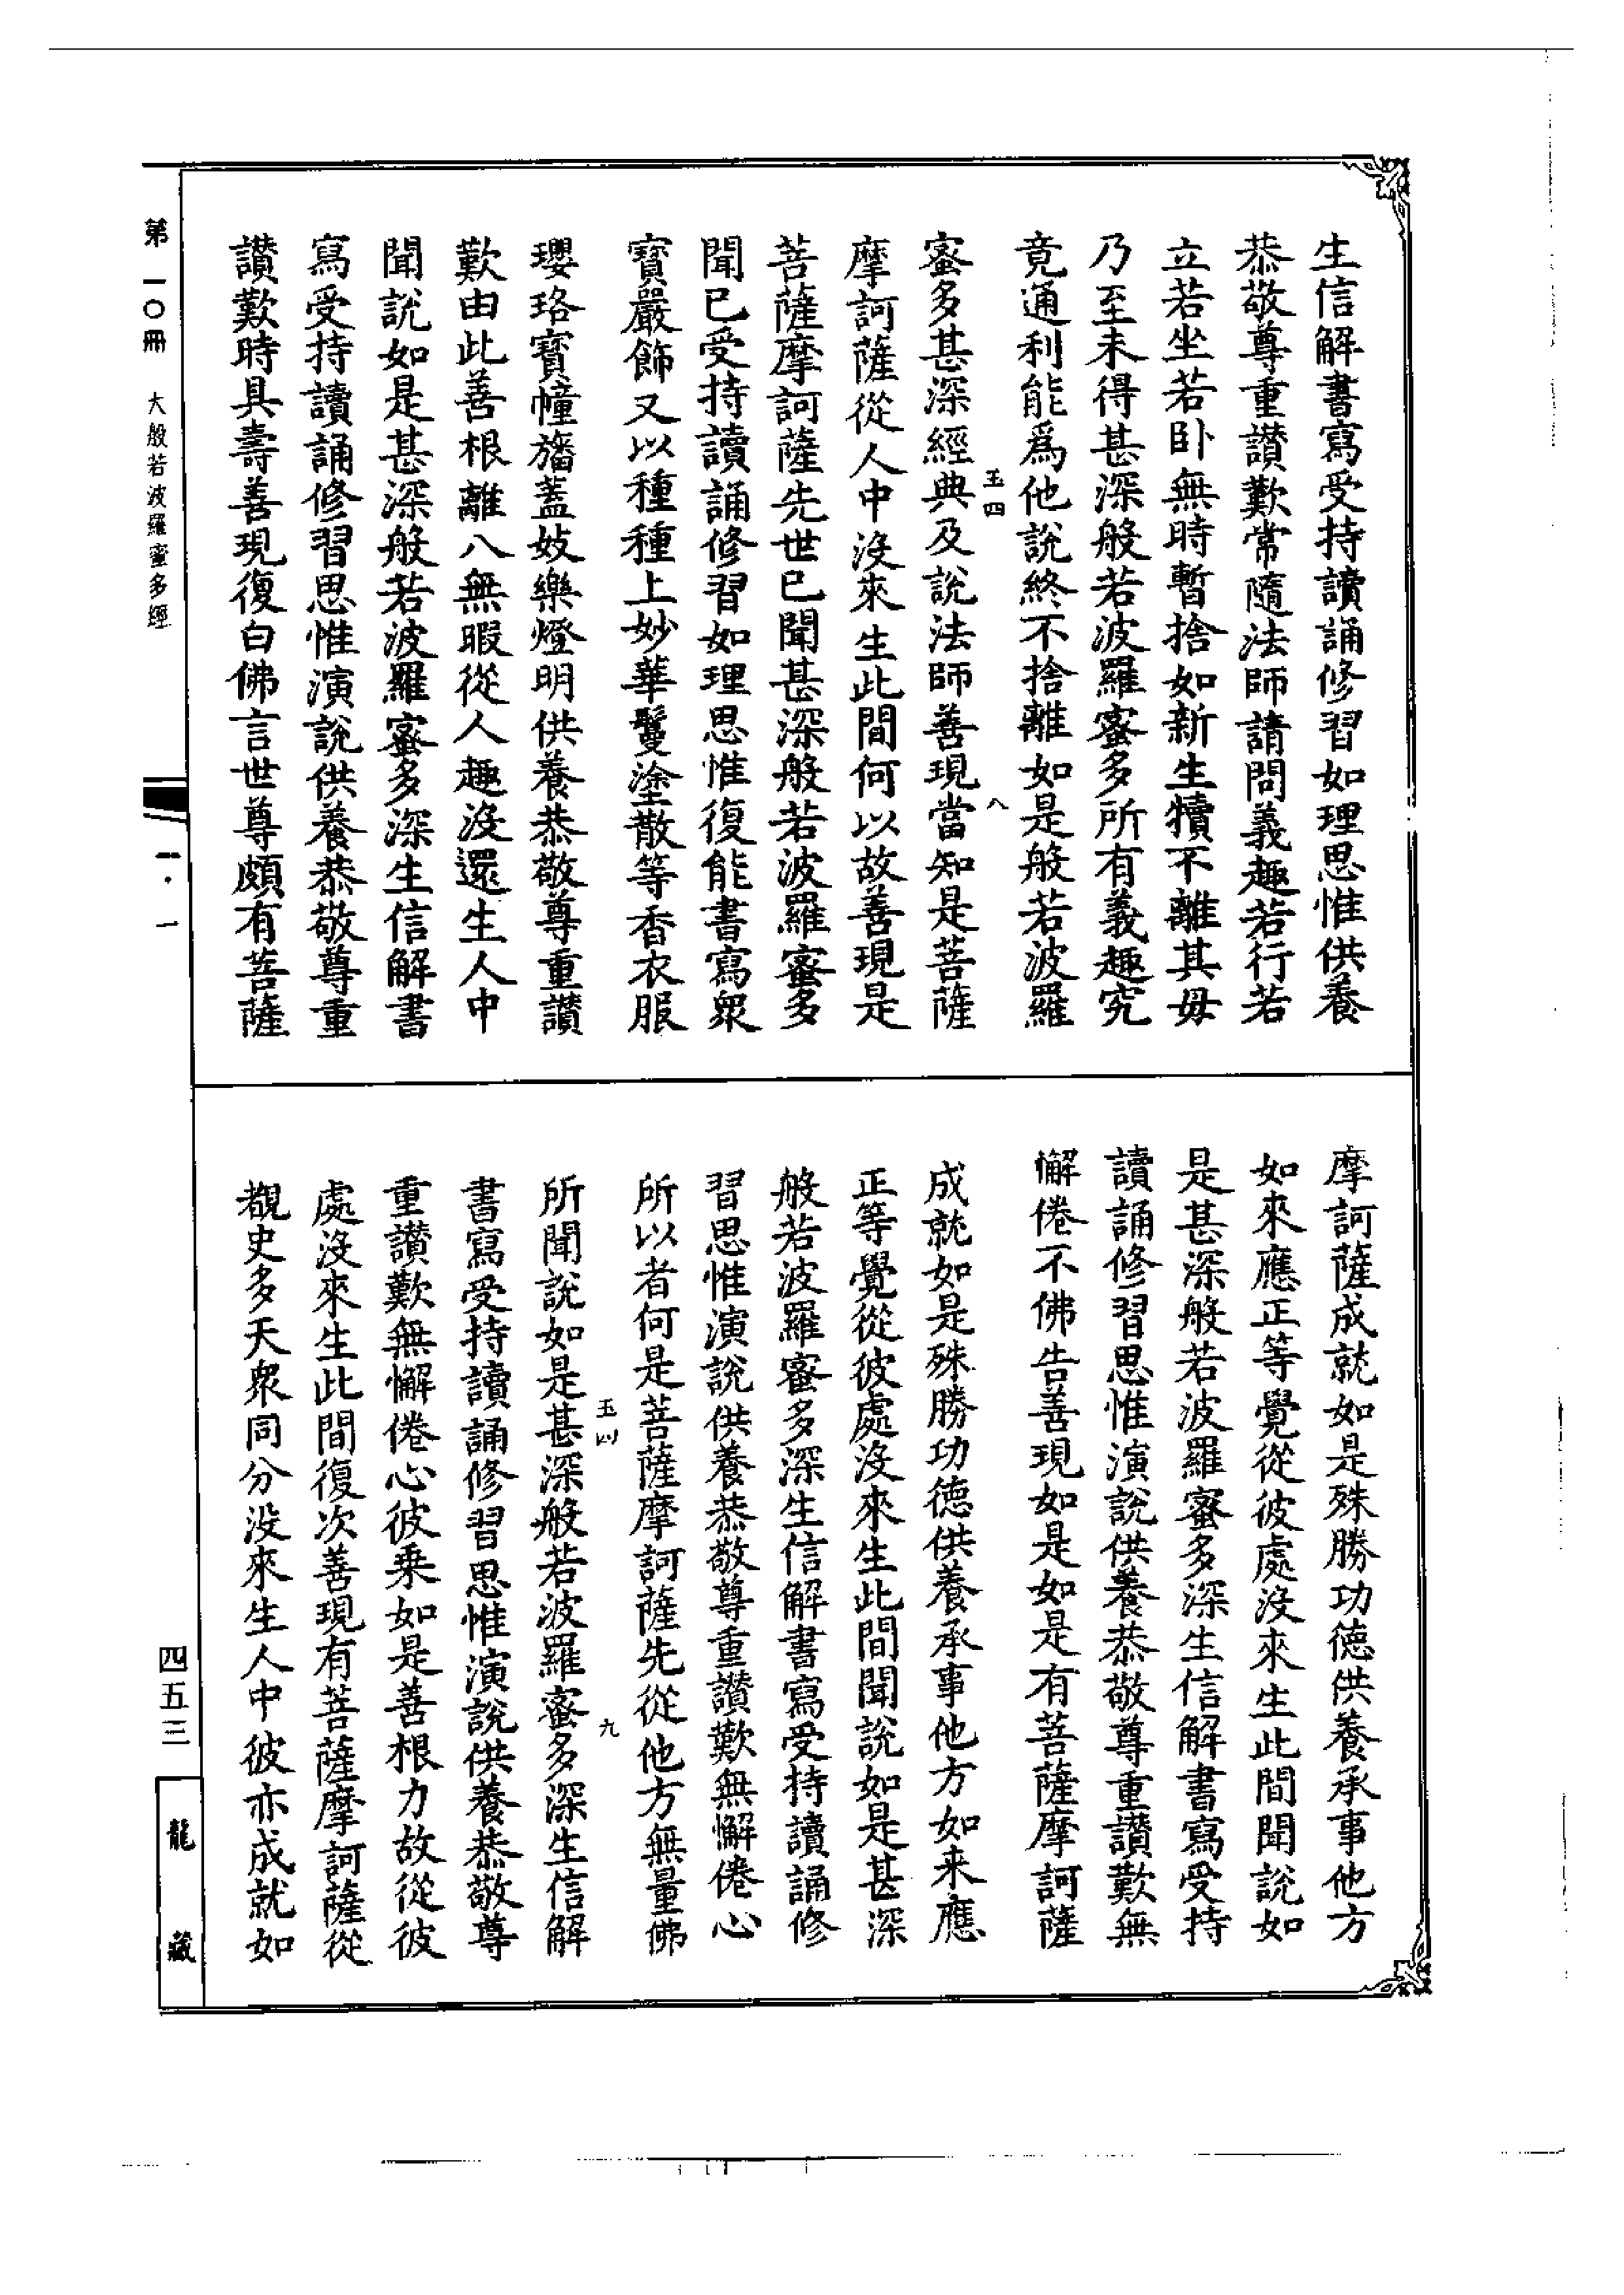 生信解書寫受持讀誦修習如理思惟供養
恭敬尊重讚歎常隨法師請問義趣若行若
立若坐若卧無時暫捨如新生犢不離其毋
乃至未得甚深般若波羅蜜多所有義趣究
竟通利能爲他說終不捨離如是般若波羅
玉四
八
蜜多甚深經典及說法師善現當知是菩薩
摩訶薩從人中沒來生此間何以故善現是
菩薩摩訶薩先世已聞甚深般若波羅蜜多
聞已受持讀誦修習如理思惟復能書寫眾
寶嚴飾又以種種上妙華鬘塗散等香衣服
瓔珞寶幢旛蓋妓樂燈明供養恭敬尊重讚
歎由此善根離八無暇從人趣沒還生人中
聞說如是甚深般若波羅蜜多深生信解書
寫受持讀誦修習思惟演說供養恭敬尊重
讚歎時具壽善現復白佛言世尊頗有菩薩
摩訶薩成就如是殊勝功德供養承事他方
如來應正等覺從彼處沒來生此間聞說如
是甚深般若波羅蜜多深生信解書寫受持
讀誦修習思惟演說供養恭敬尊重讚歎無
懈倦不佛告善現如是如是有菩薩摩訶薩
成就如是殊勝功德供養承事他方如来應
正等覺從彼處沒來生此間聞說如是甚深
般若波羅蜜多深生信解書寫受持讀誦修
習思惟演說供養恭敬尊重讚歎無懈倦心
所以者何是菩薩摩訶薩先從他方無量佛
玉四
九
所聞說如是甚深般若波羅蜜多深生信解
書寫受持讀誦修習思惟演說供養恭敬尊
重讚歎無懈倦心彼乘如是善根力故從彼
處沒來生此間復次善現有菩薩摩訶薩從
覩史多天衆同分没來生人中彼亦成就如
第一〇冊
大般若波羅蜜多經
一·一
四五三
龍藏